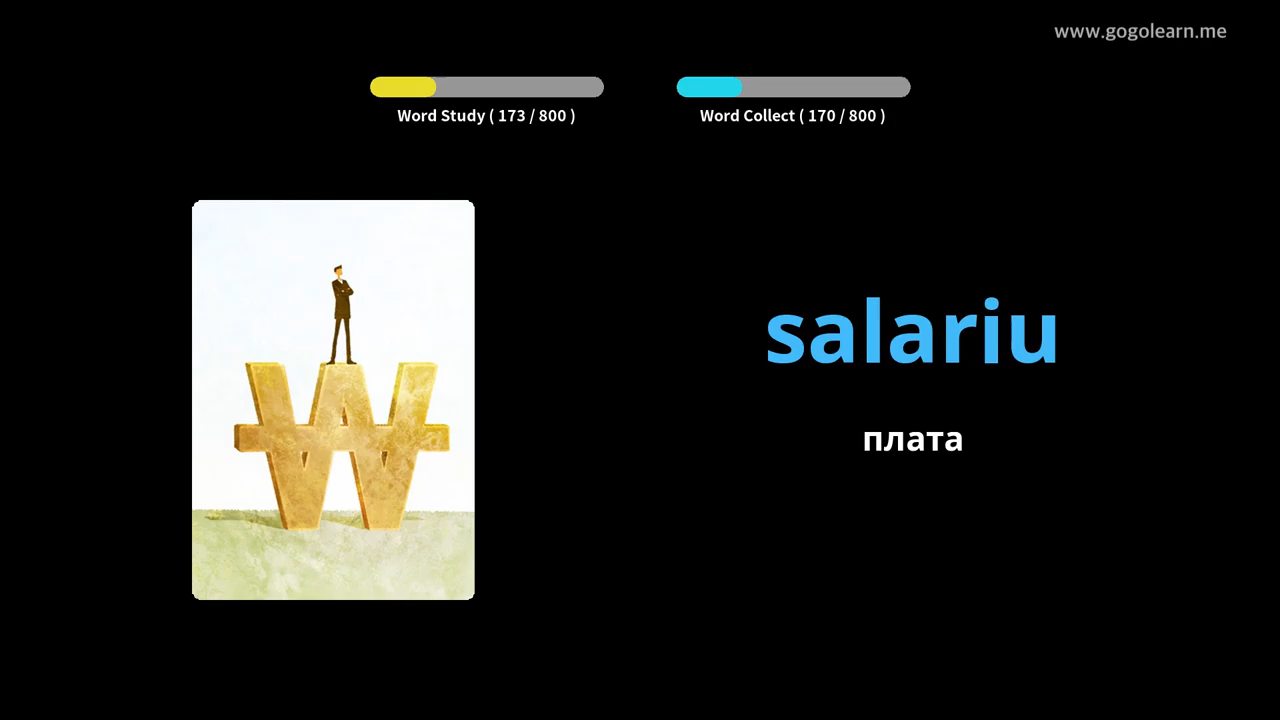 www.gogolearn.me
Word Study ( 173 / 800 )
Word Collect ( 170 / 800 )
salariu
плата